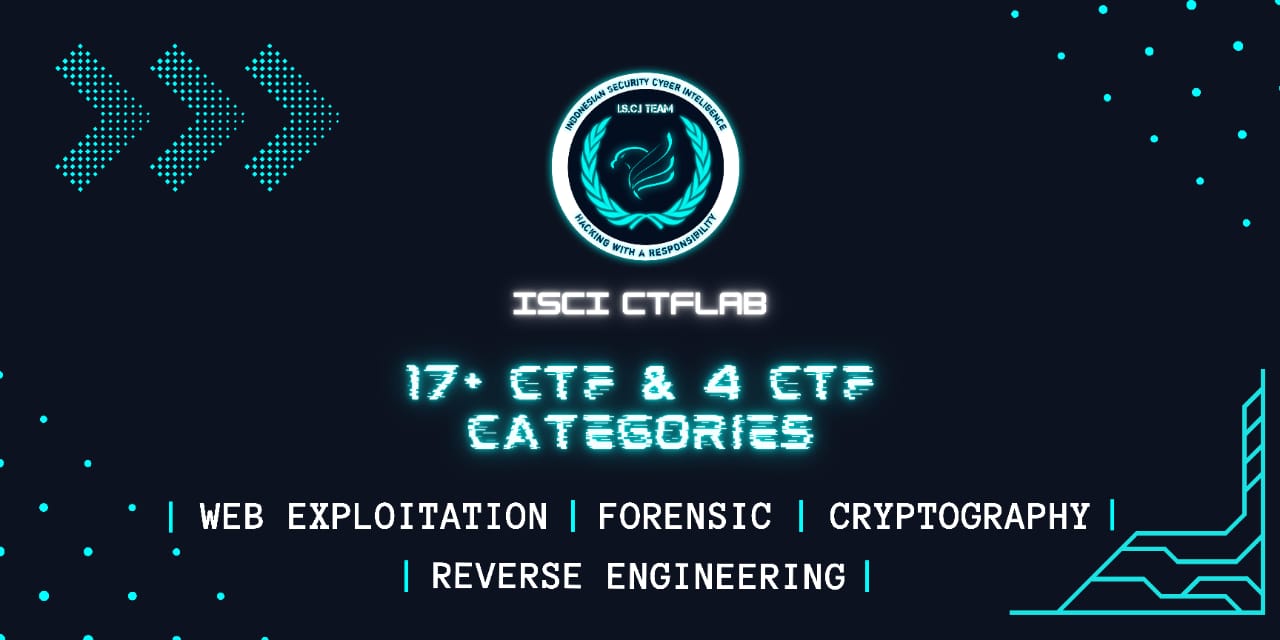 INDONESIAN SECURITY CYBER INTELIGENCE
I.S.C.I TEAM
HACKING WITH A RESPONSIBILITY
ISCI CTFLAB
17+ CTF & 4 CTF
CATEGORIES
| WEB EXPLOITATION | FORENSIC | CRYPTOGRAPHY |
| REVERSE ENGINEERING |